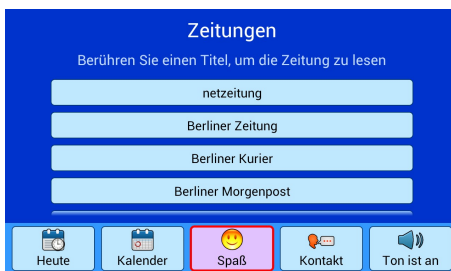 Zeitungen
Berühren Sie einen Titel, um die Zeitung zu lesen
netzeitung
Berliner Zeitung
Berliner Kurier
Berliner Morgenpost
Heute
Kalender
Spaß
Kontakt
Ton ist an